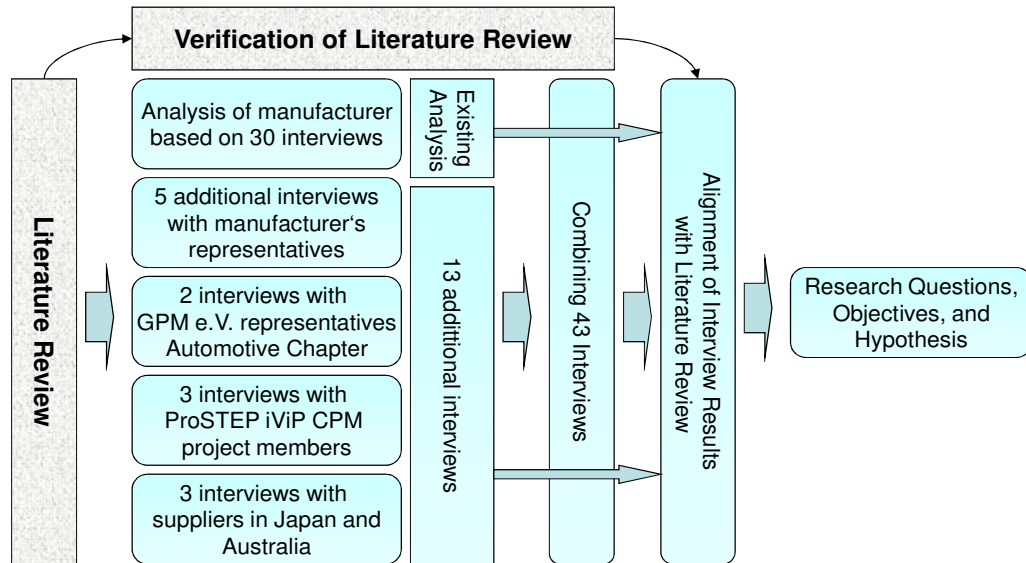 Verification of Literature Review
Literature Review
Analysis of manufacturer
based on 30 interviews
5 additional interviews
with manufacturer‘s
representatives
2 interviews with
GPM e.V. representatives
Automotive Chapter
3 interviews with
ProSTEP iViP CPM
project members
3 interviews with
suppliers in Japan and
Australia
Existing
Analysis
13 addtitional interviews
Combining 43 Interviews
Alignment of Interview Results
with Literature Review
Research Questions,
Objectives, and
Hypothesis